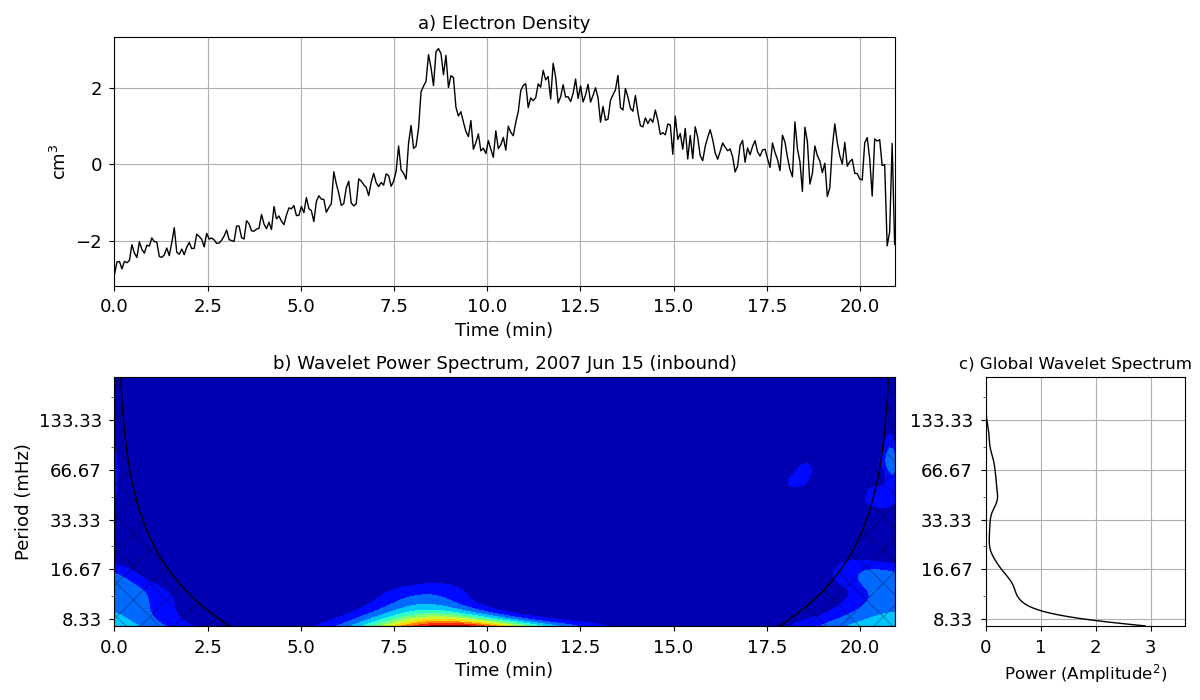 a) Electron Density
cm³
2
0
−2
0.0 2.5 5.0 7.5 10.0 12.5 15.0 17.5 20.0
Time (min)
b) Wavelet Power Spectrum, 2007 Jun 15 (inbound)
Period (mHz)
133.33
66.67
33.33
16.67
8.33
0.0 2.5 5.0 7.5 10.0 12.5 15.0 17.5 20.0
Time (min)
c) Global Wavelet Spectrum
133.33
66.67
33.33
16.67
8.33
0 1 2 3
Power (Amplitude²)